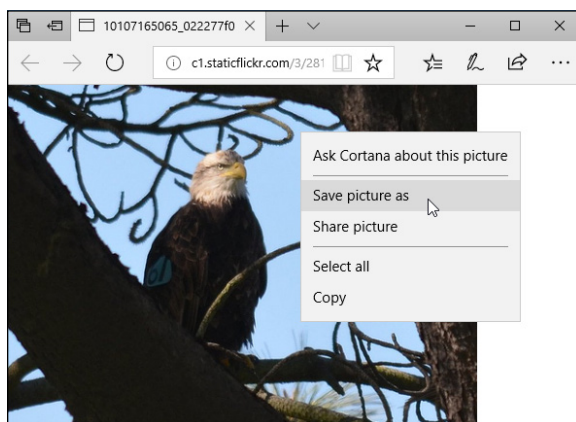 10107165065_022277f0
c1.staticflickr.com/3/281
Ask Cortana about this picture
Save picture as
Share picture
Select all
Copy